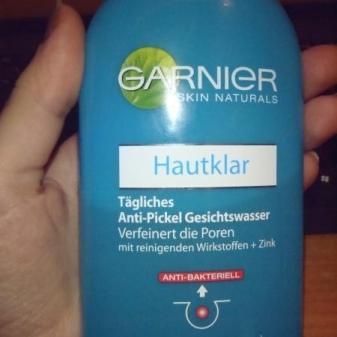 GARNIER
SKIN NATURALS
Hautklar
Tägliches
Anti-Pickel Gesichtswasser
Verfeinert die Poren
mit reinigenden Wirkstoffen + Zink
ANTI-BAKTERIELL